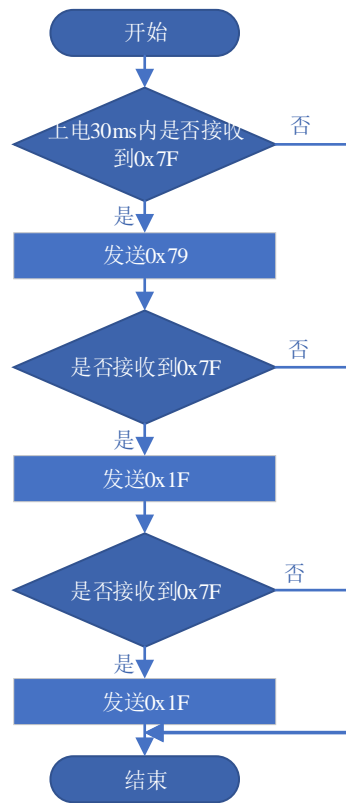 开始
上电30ms内是否接收
到0x7F
否
是
发送0x79
是否接收到0x7F
否
是
发送0x1F
是否接收到0x7F
否
是
发送0x1F
结束